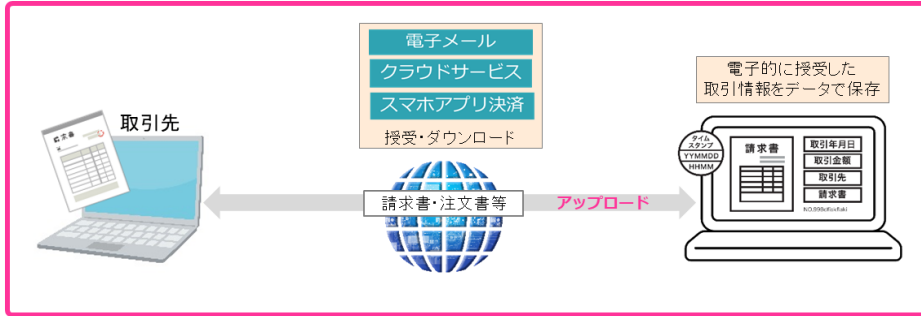 電子メール
クラウドサービス
スマホアプリ決済
授受・ダウンロード
電子的に授受した
取引情報をデータで保存
請求書
取引先
請求書・注文書等
アップロード
タイム
スタンプ
YYMMDD
HHMM
請求書
取引年月日
取引金額
取引先
請求書